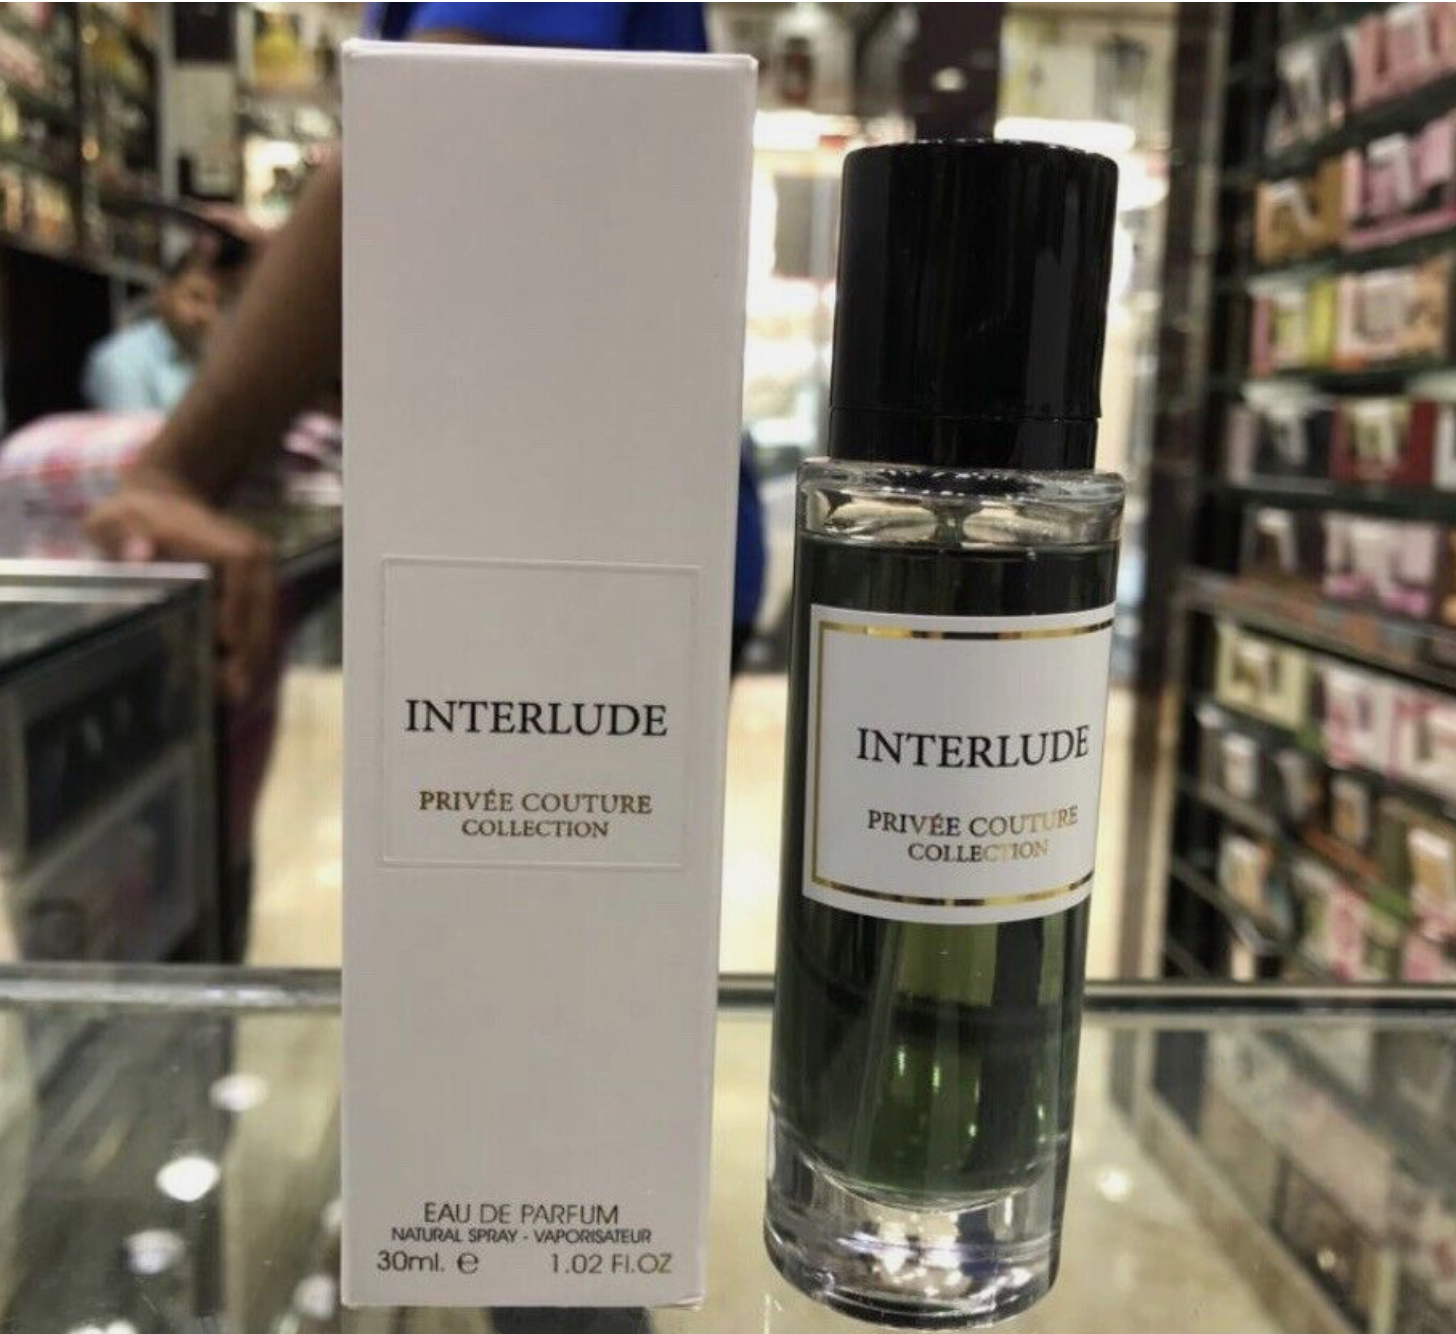 INTERLUDE
PRIVÉE COUTURE
COLLECTION
EAU DE PARFUM
NATURAL SPRAY - VAPORISATEUR
30ml. ℮ 1.02 Fl.OZ
INTERLUDE
PRIVÉE COUTURE
COLLECTION